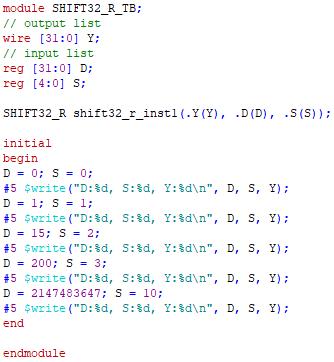 module SHIFT32_R_TB;
// output list
wire [31:0] Y;
// input list
reg [31:0] D;
reg [4:0] S;
SHIFT32_R shift32_r_inst1(.Y(Y), .D(D), .S(S));
initial
begin
D = 0; S = 0;
#5 $write("D:%d, S:%d, Y:%d\n", D, S, Y);
D = 1; S = 1;
#5 $write("D:%d, S:%d, Y:%d\n", D, S, Y);
D = 15; S = 2;
#5 $write("D:%d, S:%d, Y:%d\n", D, S, Y);
D = 200; S = 3;
#5 $write("D:%d, S:%d, Y:%d\n", D, S, Y);
D = 2147483647; S = 10;
#5 $write("D:%d, S:%d, Y:%d\n", D, S, Y);
end
endmodule